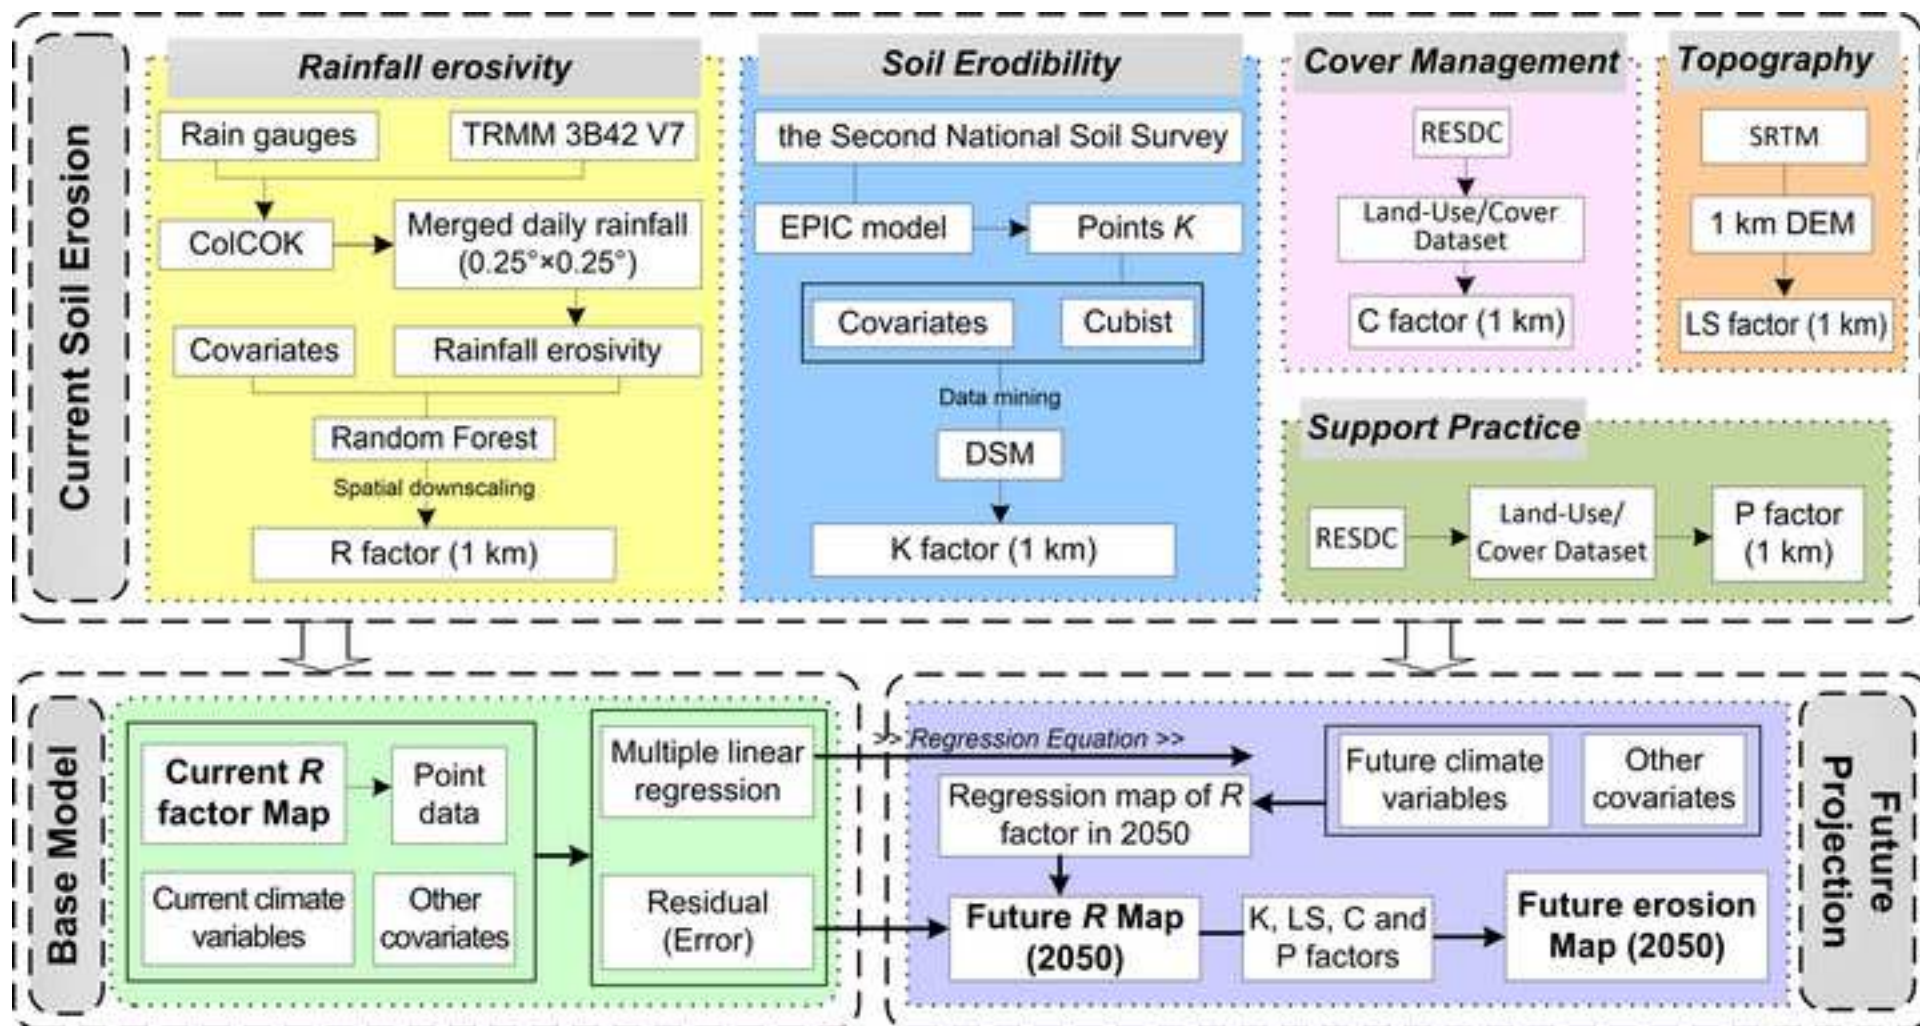 Current Soil Erosion
Rainfall erosivity
Rain gauges
TRMM 3B42 V7
ColCOK
Merged daily rainfall
(0.25°×0.25°)
Covariates
Rainfall erosivity
Random Forest
Spatial downscaling
R factor (1 km)
Soil Erodibility
the Second National Soil Survey
EPIC model
Points K
Covariates
Cubist
Data mining
DSM
K factor (1 km)
Cover Management
RESDC
Land-Use/Cover
Dataset
C factor (1 km)
Topography
SRTM
1 km DEM
LS factor (1 km)
Support Practice
RESDC
Land-Use/
Cover Dataset
P factor
(1 km)
Base Model
Current R
factor Map
Point
data
Current climate
variables
Other
covariates
Multiple linear
regression
Residual
(Error)
>> Regression Equation >>
Future climate
variables
Other
covariates
Regression map of R
factor in 2050
Future R Map
(2050)
K, LS, C and
P factors
Future erosion
Map (2050)
Future
Projection